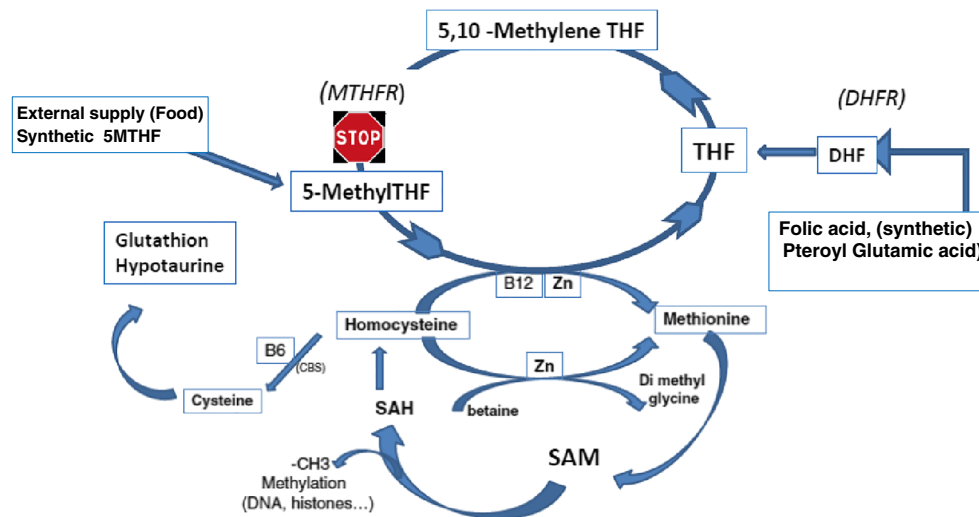 5,10 -Methylene THF
(MTHFR)
(DHFR)
External supply (Food)
Synthetic 5MTHF
STOP
THF
DHF
5-MethylTHF
Folic acid, (synthetic)
Pteroyl Glutamic acid)
Glutathion
Hypotaurine
B12
Zn
Homocysteine
Methionine
B6
(CBS)
Zn
Di methyl
glycine
Cysteine
SAH
betaine
SAM
-CH3
Methylation
(DNA, histones...)